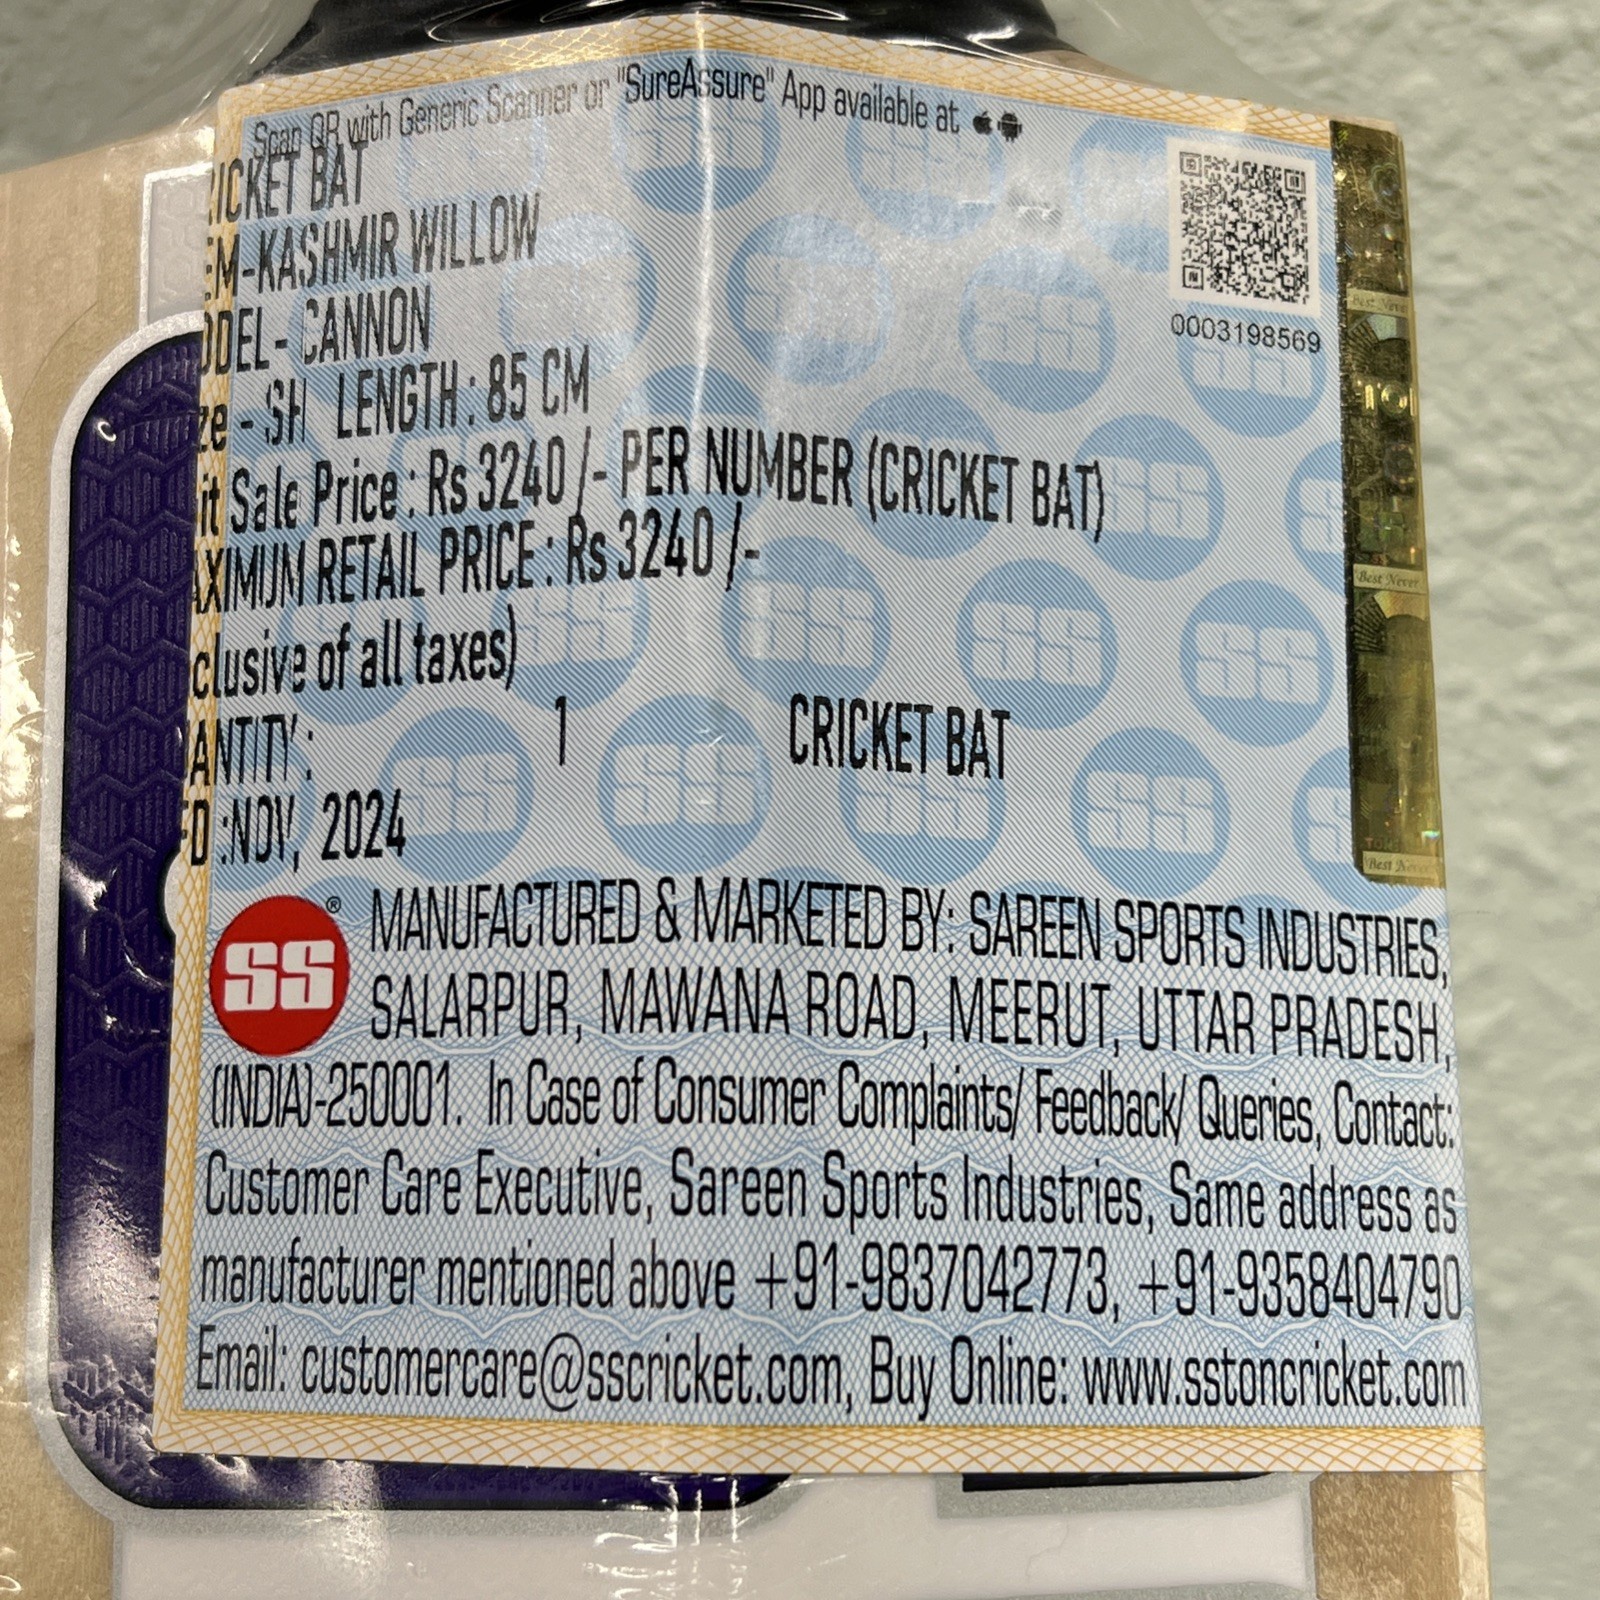 Scan QR with Generic Scanner or "SureAssure" App available at
RICKET BAT
EM-KASHMIR WILLOW
ODEL- CANNON
ze - SH LENGTH : 85 CM
it Sale Price : Rs 3240 /- PER NUMBER (CRICKET BAT)
AXIMUM RETAIL PRICE : Rs 3240 /-
clusive of all taxes)
ANTITY : 1 CRICKET BAT
FD :NOV, 2024
0003198569
Best Never
Best Never
Best Never
SS ® MANUFACTURED & MARKETED BY: SAREEN SPORTS INDUSTRIES,
SALARPUR, MAWANA ROAD, MEERUT, UTTAR PRADESH,
(INDIA)-250001. In Case of Consumer Complaints/ Feedback/ Queries, Contact:
Customer Care Executive, Sareen Sports Industries, Same address as
manufacturer mentioned above +91-9837042773, +91-9358404790
Email: customercare@sscricket.com, Buy Online: www.sstoncricket.com